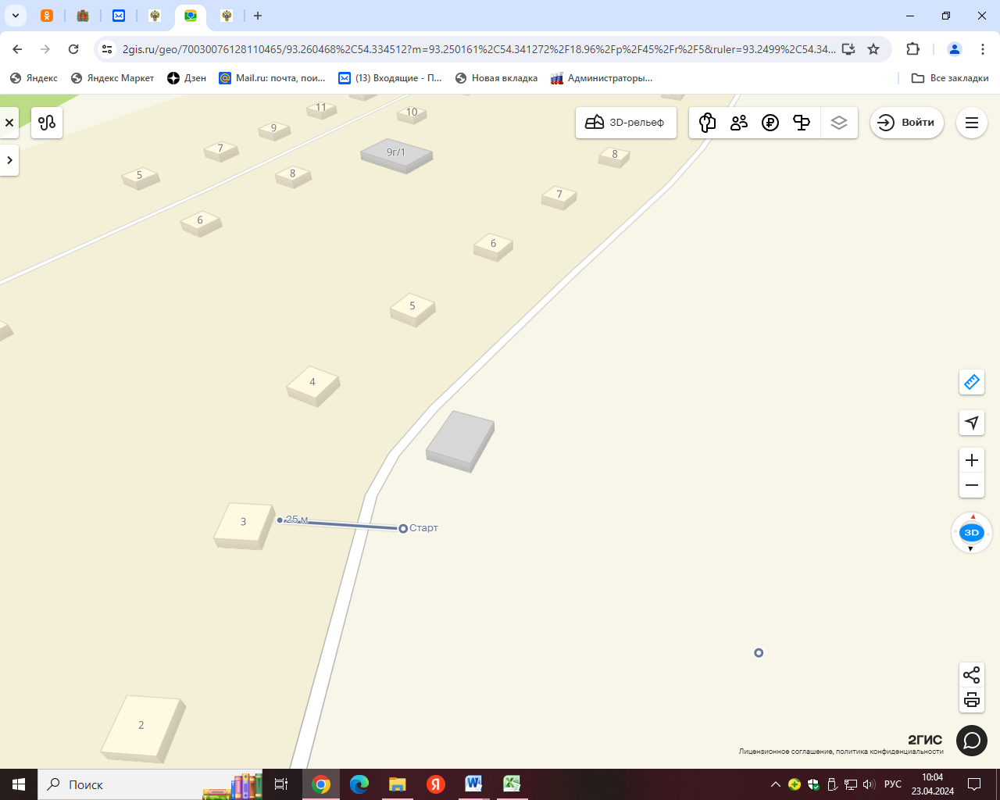 2gis.ru/geo/70030076128110465/93.260468%2C54.334512?m=93.250161%2C54.341272%2F18.96%2Fp%2F45%2Fr%2F5&ruler=93.2499%2C54.34...
Яндекс
Яндекс Маркет
Дзен
Mail.ru: почта, пои...
(13) Входящие - П...
Новая вкладка
Администраторы...
Все закладки
11
10
9
3D-рельеф
Войти
7
9г/1
8
5
8
7
6
6
5
4
3
25 м
Старт
3D
2
2ГИС
Лицензионное соглашение, политика конфиденциальности
Поиск
РУС
10:04
23.04.2024